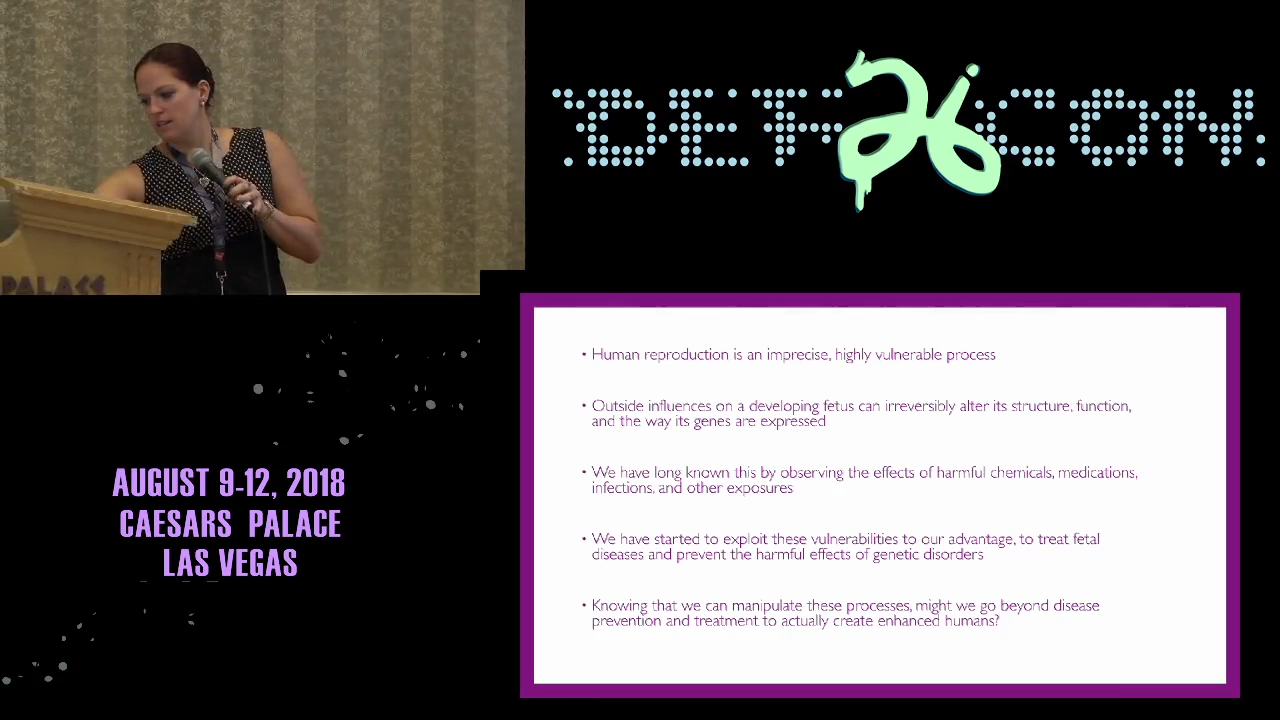 DEF 26 CON
PALACE
• Human reproduction is an imprecise, highly vulnerable process
• Outside influences on a developing fetus can irreversibly alter its structure, function,
and the way its genes are expressed
• We have long known this by observing the effects of harmful chemicals, medications,
infections, and other exposures
• We have started to exploit these vulnerabilities to our advantage, to treat fetal
diseases and prevent the harmful effects of genetic disorders
• Knowing that we can manipulate these processes, might we go beyond disease
prevention and treatment to actually create enhanced humans?
AUGUST 9-12, 2018
CAESARS PALACE
LAS VEGAS